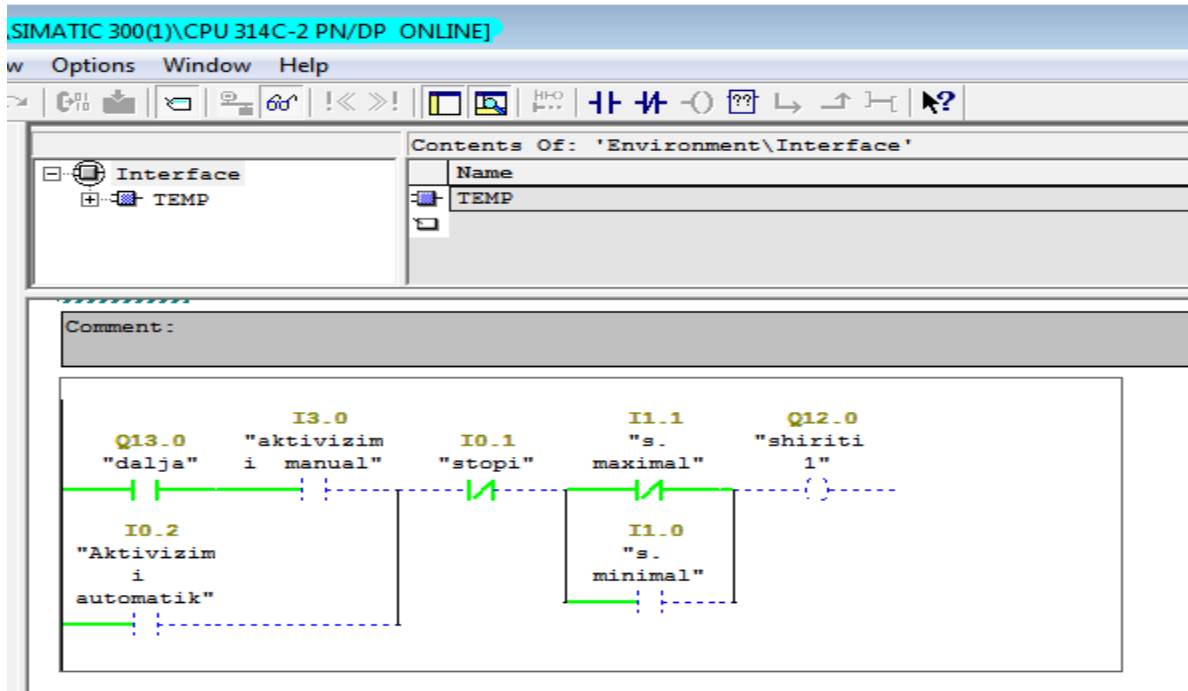 \SIMATIC 300(1)\CPU 314C-2 PN/DP ONLINE]
w Options Window Help
Contents Of: 'Environment\Interface'
Interface
Name
TEMP
TEMP
Comment:
I3.0
I1.1
Q12.0
Q13.0
"aktivizim
I0.1
"s.
"shiriti
"dalja"
i manual"
"stopi"
maximal"
1"
I0.2
I1.0
"Aktivizim
"s.
i
minimal"
automatik"